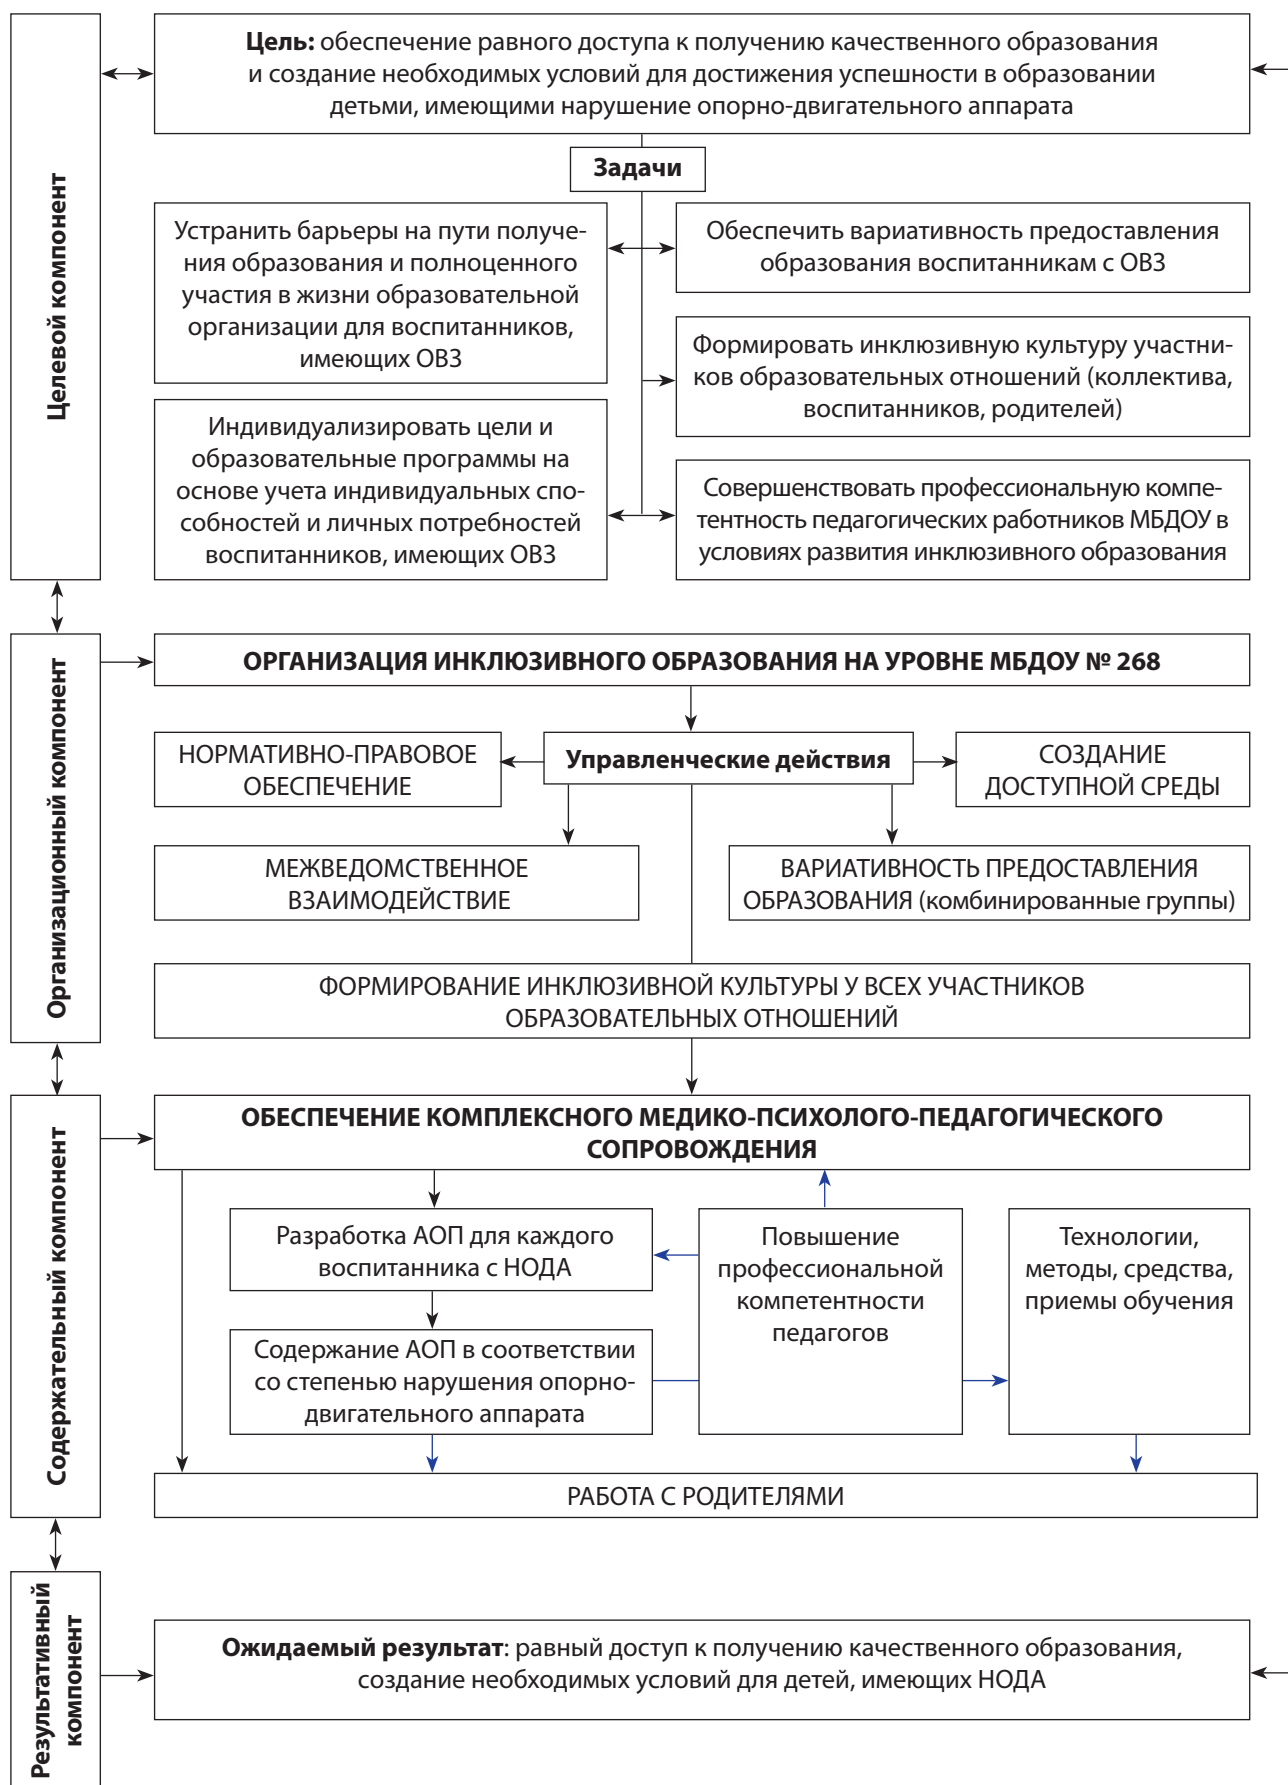 Целевой компонент
Цель: обеспечение равного доступа к получению качественного образования
и создание необходимых условий для достижения успешности в образовании
детьми, имеющими нарушение опорно-двигательного аппарата
Задачи
Устранить барьеры на пути получе-
ния образования и полноценного
участия в жизни образовательной
организации для воспитанников,
имеющих ОВЗ
Обеспечить вариативность предоставления
образования воспитанникам с ОВЗ
Формировать инклюзивную культуру участни-
ков образовательных отношений (коллектива,
воспитанников, родителей)
Индивидуализировать цели и
образовательные программы на
основе учета индивидуальных спо-
собностей и личных потребностей
воспитанников, имеющих ОВЗ
Совершенствовать профессиональную компе-
тентность педагогических работников МБДОУ в
условиях развития инклюзивного образования
Организационный компонент
ОРГАНИЗАЦИЯ ИНКЛЮЗИВНОГО ОБРАЗОВАНИЯ НА УРОВНЕ МБДОУ № 268
НОРМАТИВНО-ПРАВОВОЕ
ОБЕСПЕЧЕНИЕ
Управленческие действия
СОЗДАНИЕ
ДОСТУПНОЙ СРЕДЫ
МЕЖВЕДОМСТВЕННОЕ
ВЗАИМОДЕЙСТВИЕ
ВАРИАТИВНОСТЬ ПРЕДОСТАВЛЕНИЯ
ОБРАЗОВАНИЯ (комбинированные группы)
ФОРМИРОВАНИЕ ИНКЛЮЗИВНОЙ КУЛЬТУРЫ У ВСЕХ УЧАСТНИКОВ
ОБРАЗОВАТЕЛЬНЫХ ОТНОШЕНИЙ
Содержательный компонент
ОБЕСПЕЧЕНИЕ КОМПЛЕКСНОГО МЕДИКО-ПСИХОЛОГО-ПЕДАГОГИЧЕСКОГО
СОПРОВОЖДЕНИЯ
Разработка АОП для каждого
воспитанника с НОДА
Содержание АОП в соответствии
со степенью нарушения опорно-
двигательного аппарата
Повышение
профессиональной
компетентности
педагогов
Технологии,
методы, средства,
приемы обучения
РАБОТА С РОДИТЕЛЯМИ
Результативный
компонент
Ожидаемый результат: равный доступ к получению качественного образования,
создание необходимых условий для детей, имеющих НОДА